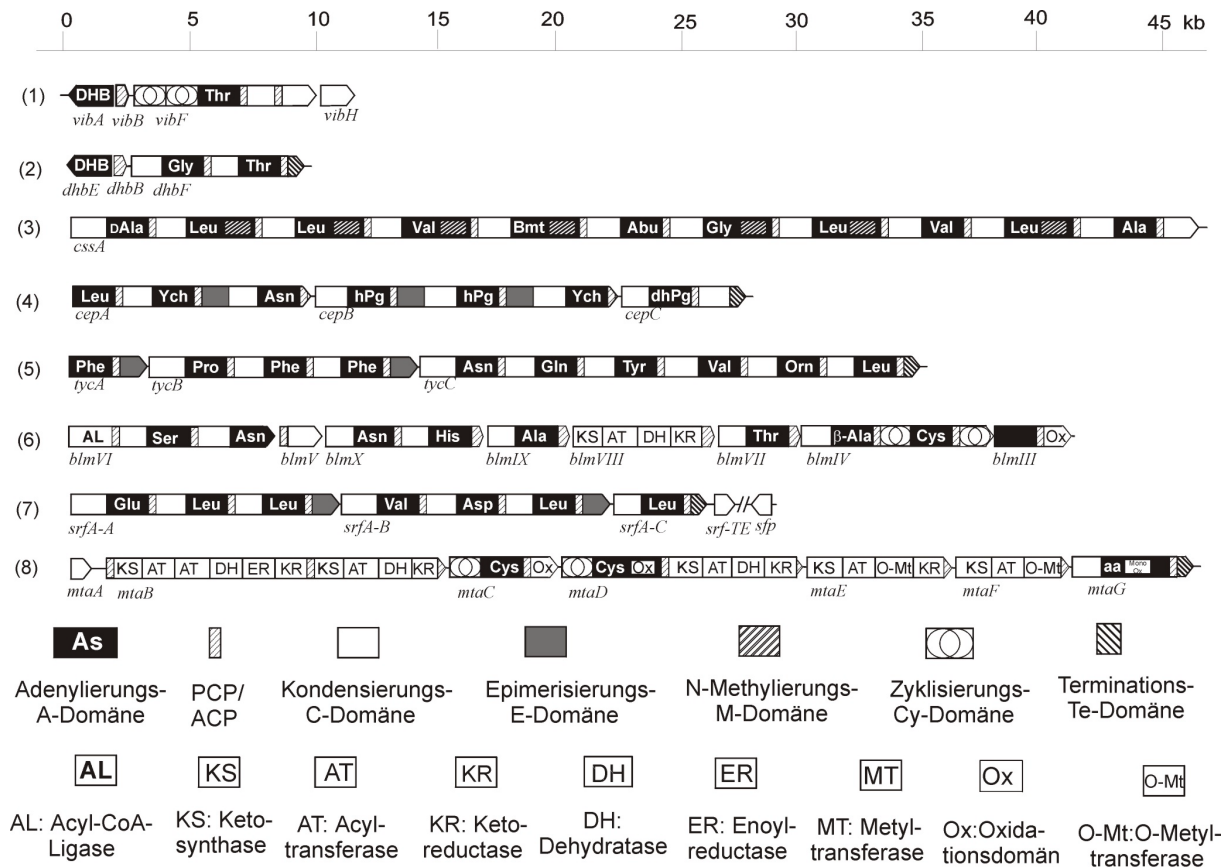 0 5 10 15 20 25 30 35 40 45 kb
(1) DHB Thr
vibA vibB vibF vibH
(2) DHB Gly Thr
dhbE dhbB dhbF
(3) DAla Leu Leu Val Bmt Abu Gly Leu Val Leu Ala
cssA
(4) Leu Ych Asn hPg hPg Ych dhPg
cepA cepB cepC
(5) Phe Pro Phe Phe Asn Gln Tyr Val Orn Leu
tycA tycB tycC
(6) AL Ser Asn Asn His Ala KS AT DH KR Thr β-Ala Cys Ox
blmVI blmV blmX blmIX blmVIII blmVII blmIV blmIII
(7) Glu Leu Leu Val Asp Leu Leu
srfA-A srfA-B srfA-C srf-TE sfp
(8) KS AT AT DH ER KR KS AT DH KR Cys Ox Cys Ox KS AT DH KR KS AT O-Mt KR KS AT O-Mt aa Mono Ox
mtaA mtaB mtaC mtaD mtaE mtaF mtaG
As
Adenylierungs- PCP/ Kondensierungs- Epimerisierungs- N-Methylierungs- Zyklisierungs- Terminations-
A-Domäne ACP C-Domäne E-Domäne M-Domäne Cy-Domäne Te-Domäne
AL KS AT KR DH ER MT Ox O-Mt
AL: Acyl-CoA- KS: Keto- AT: Acyl- KR: Keto- DH: ER: Enoyl- MT: Metyl- Ox:Oxida- O-Mt:O-Metyl-
Ligase synthase transferase reductase Dehydratase reductase transferase tionsdomän transferase